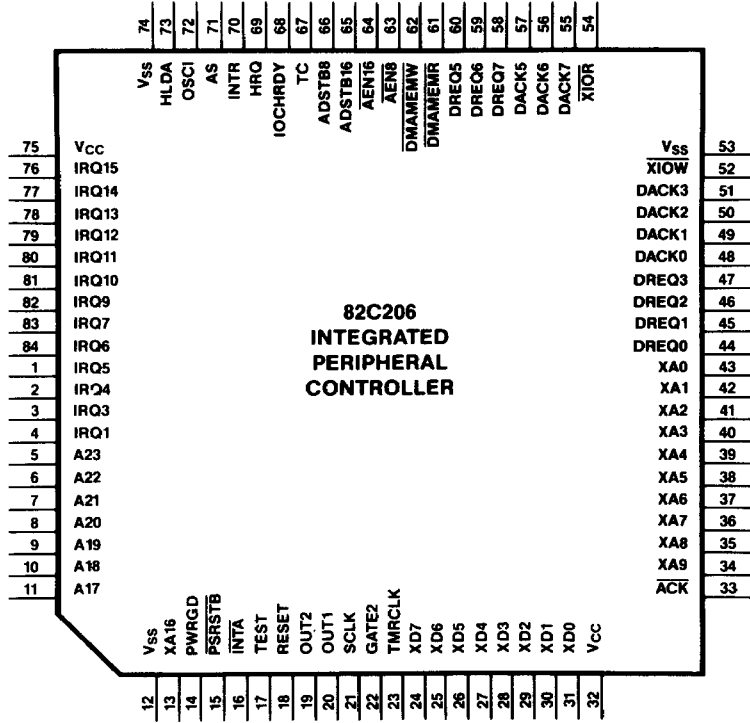 74 73 72 71 70 69 68 67 66 65 64 63 62 61 60 59 58 57 56 55 54
VSS HLDA OSCI AS INTR HRQ IOCHRDY TC ADSTB8 ADSTB16 AEN16 AEN8 DMAMEMW DMAMEMR DREQ5 DREQ6 DREQ7 DACK5 DACK6 DACK7 XIOR
75 VCC
76 IRQ15
77 IRQ14
78 IRQ13
79 IRQ12
80 IRQ11
81 IRQ10
82 IRQ9
83 IRQ7
84 IRQ6
1 IRQ5
2 IRQ4
3 IRQ3
4 IRQ1
5 A23
6 A22
7 A21
8 A20
9 A19
10 A18
11 A17
82C206
INTEGRATED
PERIPHERAL
CONTROLLER
VSS 53
XIOW 52
DACK3 51
DACK2 50
DACK1 49
DACK0 48
DREQ3 47
DREQ2 46
DREQ1 45
DREQ0 44
XA0 43
XA1 42
XA2 41
XA3 40
XA4 39
XA5 38
XA6 37
XA7 36
XA8 35
XA9 34
ACK 33
VSS XA16 PWRGD PSRSTB INTA TEST RESET OUT2 OUT1 SCLK GATE2 TMRCLK XD7 XD6 XD5 XD4 XD3 XD2 XD1 XD0 VCC
12 13 14 15 16 17 18 19 20 21 22 23 24 25 26 27 28 29 30 31 32